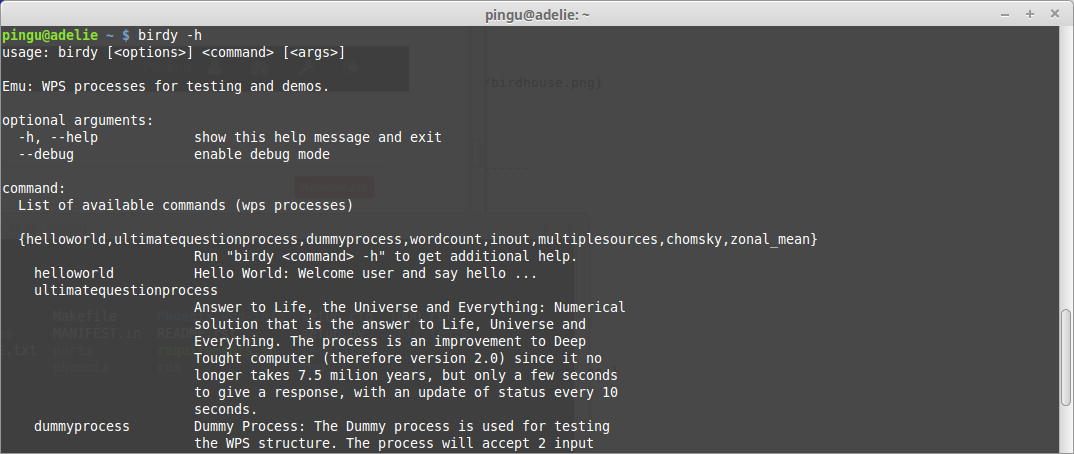 pingu@adelie: ~
pingu@adelie ~ $ birdy -h
/birdhouse.png)
usage: birdy [<options>] <command> [<args>]
Emu: WPS processes for testing and demos.
optional arguments:
-h, --help show this help message and exit
--debug enable debug mode
command:
List of available commands (wps processes)
{helloworld,ultimatequestionprocess,dummyprocess,wordcount,inout,multiplesources,chomsky,zonal_mean}
Run "birdy <command> -h" to get additional help.
helloworld Hello World: Welcome user and say hello ...
ultimatequestionprocess
Answer to Life, the Universe and Everything: Numerical
Makefile solution that is the answer to Life, Universe and
MANIFEST.in Everything. The process is an improvement to Deep
Tought computer (therefore version 2.0) since it no
longer takes 7.5 milion years, but only a few seconds
to give a response, with an update of status every 10
seconds.
dummyprocess Dummy Process: The Dummy process is used for testing
the WPS structure. The process will accept 2 input